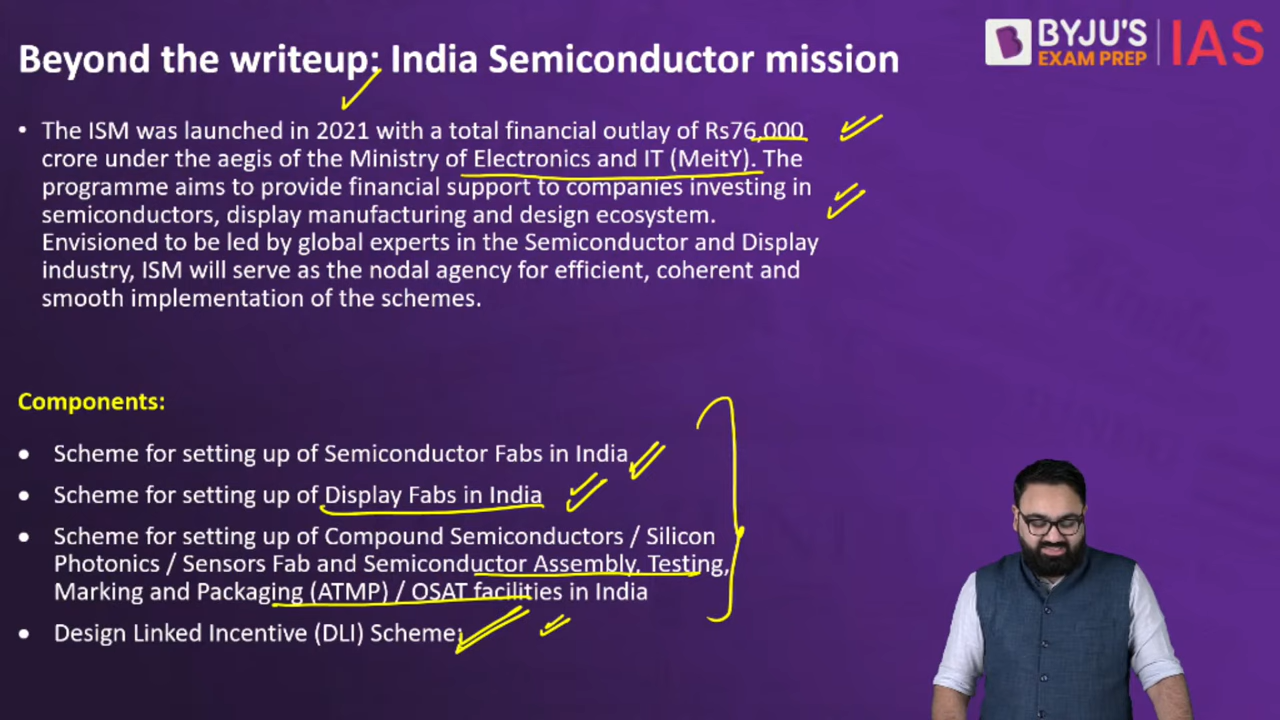 Beyond the writeup: India Semiconductor mission
BYJU'S
EXAM PREP
IAS
• The ISM was launched in 2021 with a total financial outlay of Rs76,000
crore under the aegis of the Ministry of Electronics and IT (MeitY). The
programme aims to provide financial support to companies investing in
semiconductors, display manufacturing and design ecosystem.
Envisioned to be led by global experts in the Semiconductor and Display
industry, ISM will serve as the nodal agency for efficient, coherent and
smooth implementation of the schemes.
Components:
• Scheme for setting up of Semiconductor Fabs in India
• Scheme for setting up of Display Fabs in India
• Scheme for setting up of Compound Semiconductors / Silicon
Photonics / Sensors Fab and Semiconductor Assembly, Testing,
Marking and Packaging (ATMP) / OSAT facilities in India
• Design Linked Incentive (DLI) Scheme;